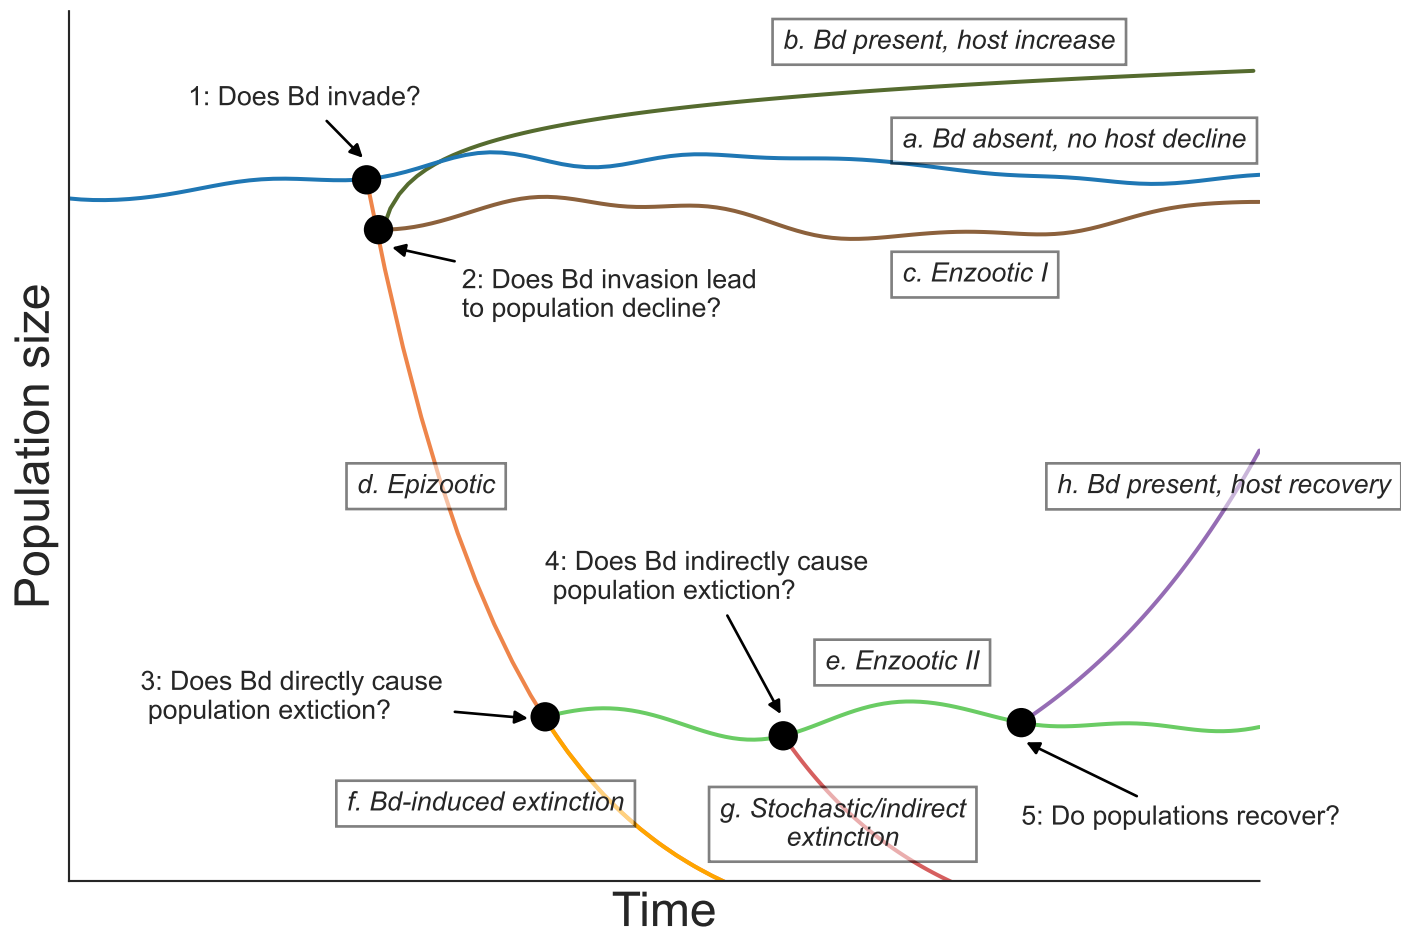 b. Bd present, host increase
1: Does Bd invade?
a. Bd absent, no host decline
c. Enzootic I
2: Does Bd invasion lead
to population decline?
Population size
d. Epizootic
h. Bd present, host recovery
4: Does Bd indirectly cause
population extiction?
e. Enzootic II
3: Does Bd directly cause
population extiction?
f. Bd-induced extinction
g. Stochastic/indirect
extinction
5: Do populations recover?
Time